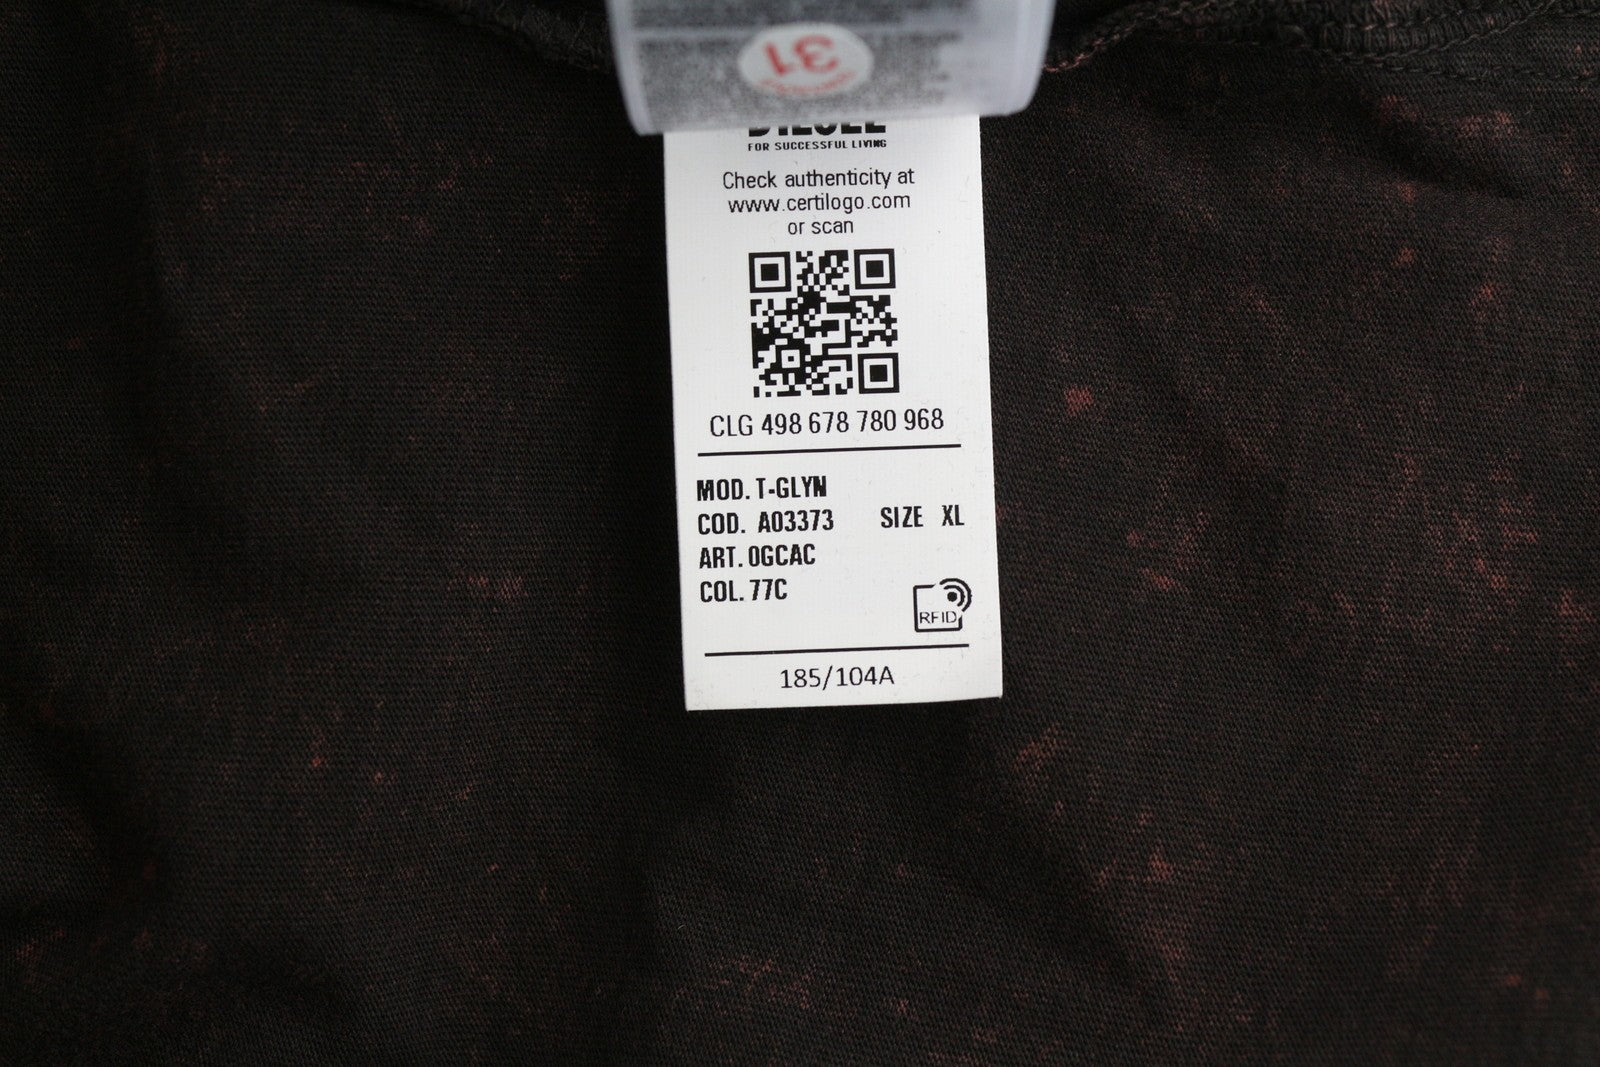 31
DIESEL
FOR SUCCESSFUL LIVING
Check authenticity at
www.certilogo.com
or scan
CLG 498 678 780 968
MOD. T-GLYN
COD. A03373 SIZE XL
ART. 0GCAC
COL. 77C
RFID
185/104A